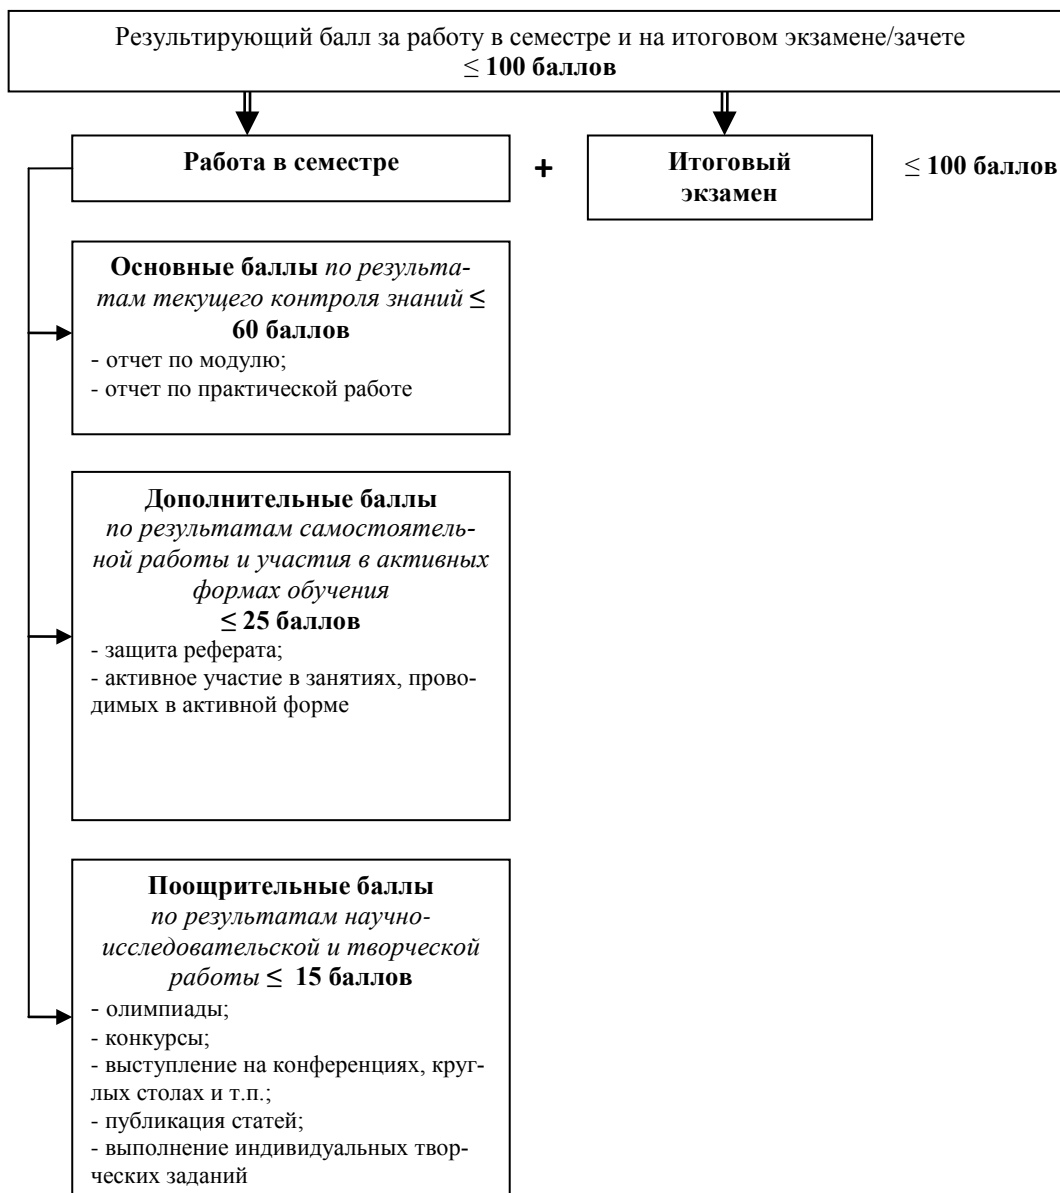 Результирующий балл за работу в семестре и на итоговом экзамене/зачете
≤ 100 баллов
Работа в семестре
+
Итоговый
экзамен
≤ 100 баллов
Основные баллы по результа-
там текущего контроля знаний ≤
60 баллов
- отчет по модулю;
- отчет по практической работе
Дополнительные баллы
по результатам самостоятель-
ной работы и участия в активных
формах обучения
≤ 25 баллов
- защита реферата;
- активное участие в занятиях, прово-
димых в активной форме
Поощрительные баллы
по результатам научно-
исследовательской и творческой
работы ≤ 15 баллов
- олимпиады;
- конкурсы;
- выступление на конференциях, круг-
лых столах и т.п.;
- публикация статей;
- выполнение индивидуальных твор-
ческих заданий